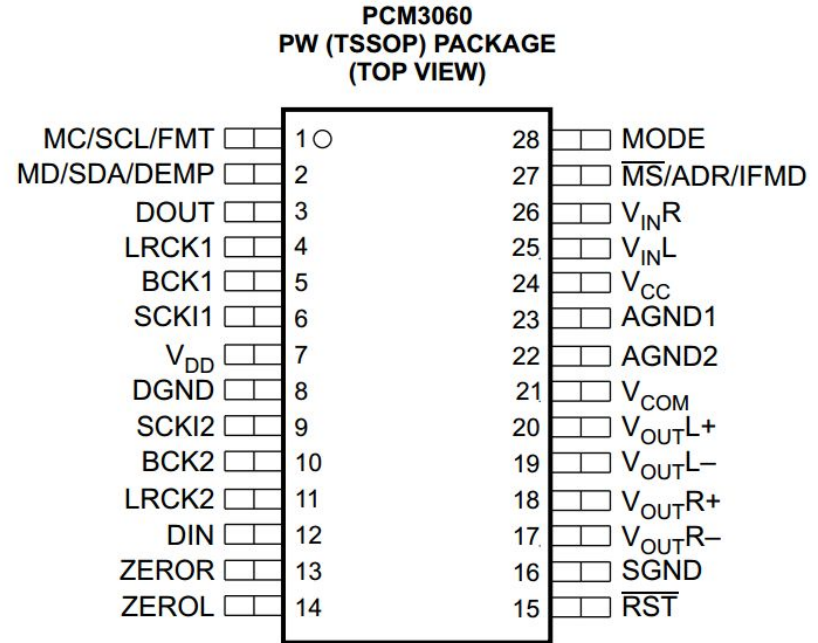 PCM3060
PW (TSSOP) PACKAGE
(TOP VIEW)
MC/SCL/FMT 1 28 MODE
MD/SDA/DEMP 2 27 M̅S̅/ADR/IFMD
DOUT 3 26 VINR
LRCK1 4 25 VINL
BCK1 5 24 VCC
SCKI1 6 23 AGND1
VDD 7 22 AGND2
DGND 8 21 VCOM
SCKI2 9 20 VOUTL+
BCK2 10 19 VOUTL–
LRCK2 11 18 VOUTR+
DIN 12 17 VOUTR–
ZEROR 13 16 SGND
ZEROL 14 15 R̅S̅T̅